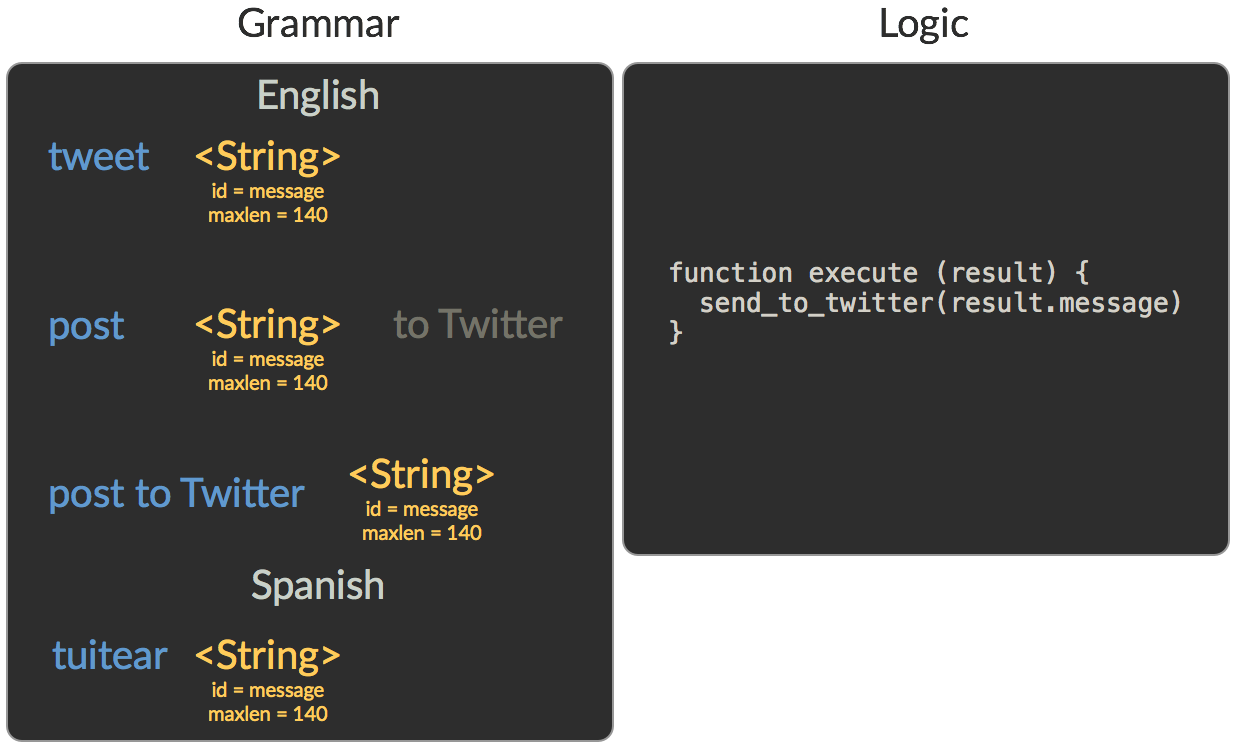 Grammar
Logic
English
tweet <String>
id = message
maxlen = 140
post <String> to Twitter
id = message
maxlen = 140
post to Twitter <String>
id = message
maxlen = 140
Spanish
tuitear <String>
id = message
maxlen = 140
function execute (result) {
  send_to_twitter(result.message)
}